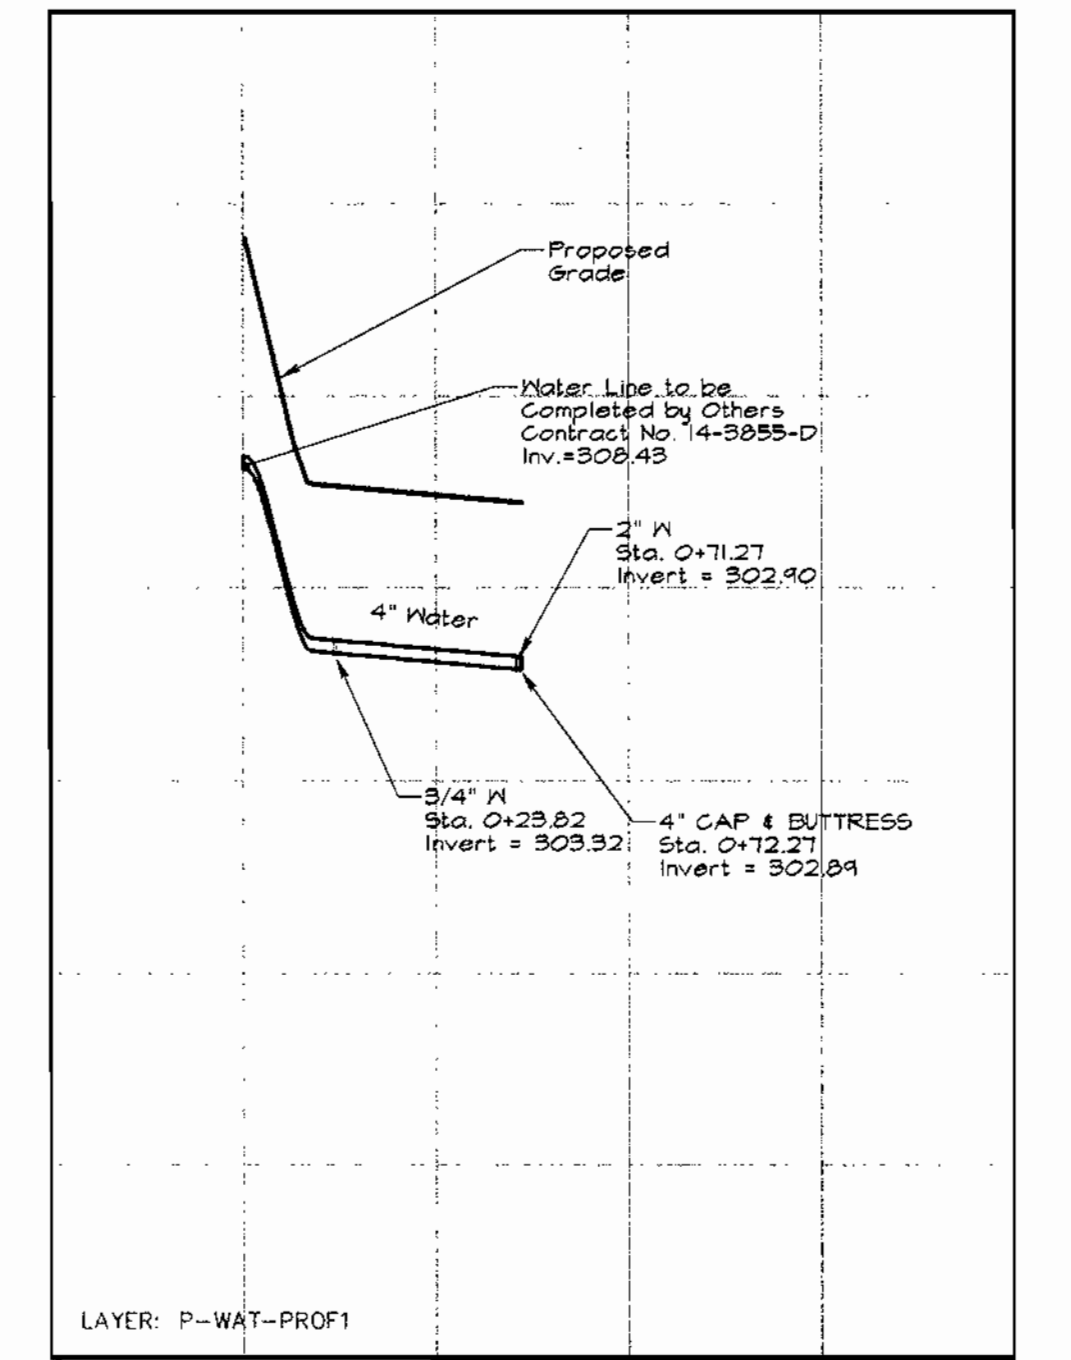 Proposed
Grade
Water Line to be
Completed by Others
Contract No. 14-3855-D
Inv.=308.43
2" W
Sta. 0+71.27
Invert = 302.90
4" Water
3/4" W
Sta. 0+23.82
Invert = 303.32
4" CAP & BUTTRESS
Sta. 0+72.27
Invert = 302.89
LAYER: P-WAT-PROF1